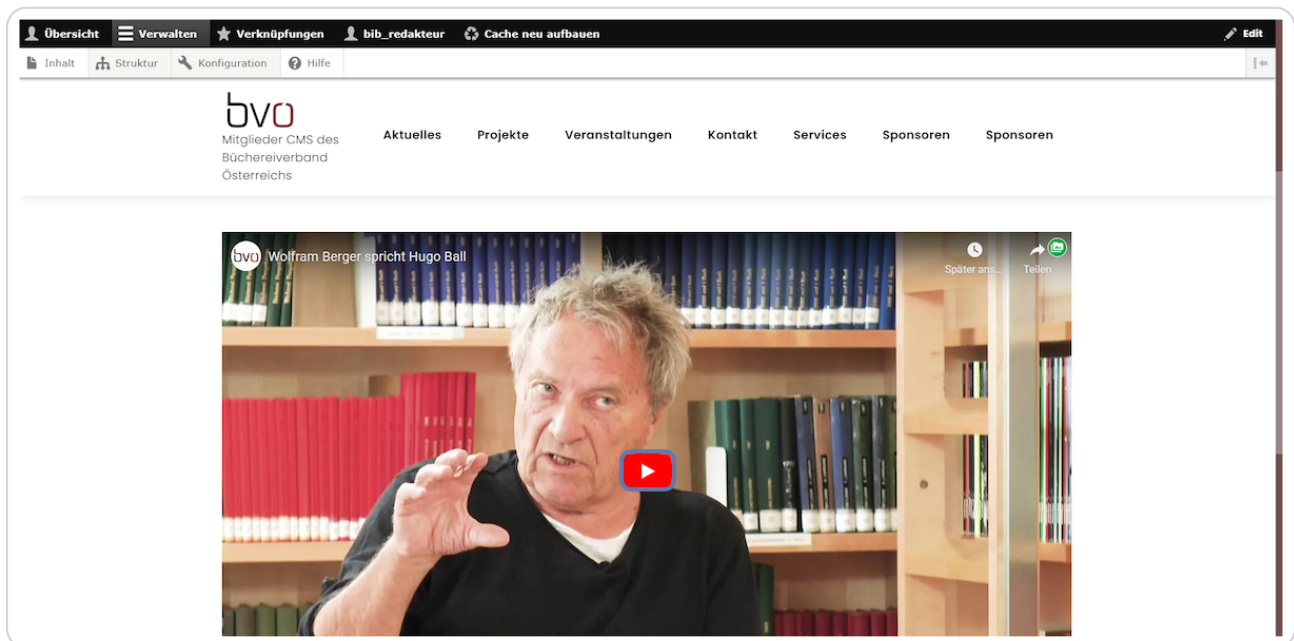 Übersicht Verwalten Verknüpfungen bib_redakteur Cache neu aufbauen Edit
Inhalt Struktur Konfiguration Hilfe
bvo
Mitglieder CMS des
Büchereiverband
Österreichs
Aktuelles Projekte Veranstaltungen Kontakt Services Sponsoren Sponsoren
bvo Wolfram Berger spricht Hugo Ball
Später ans... Teilen